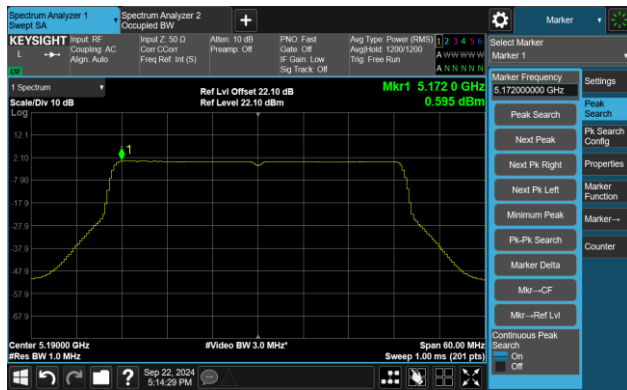 Spectrum Analyzer 1
Swept SA
Spectrum Analyzer 2
Occupied BW
+
Marker
KEYSIGHT
L
Input: RF
Coupling: AC
Align: Auto
Input Z: 50 Ω
Corr CCorr
Freq Ref: Int (S)
Atten: 10 dB
Preamp: Off
PNO: Fast
Gate: Off
IF Gain: Low
Sig Track: Off
Avg Type: Power (RMS)
Avg|Hold: 1200/1200
Trig: Free Run
1 2 3 4 5 6
A W W W W W
A N N N N N
Select Marker
Marker 1
1 Spectrum
Scale/Div 10 dB
Log
Ref Lvl Offset 22.10 dB
Ref Level 22.10 dBm
Mkr1 5.172 0 GHz
0.595 dBm
12.1
2.10
-7.90
-17.9
-27.9
-37.9
-47.9
-57.9
-67.9
1
Center 5.19000 GHz
#Res BW 1.0 MHz
#Video BW 3.0 MHz*
Span 60.00 MHz
Sweep 1.00 ms (201 pts)
Marker Frequency
5.172000000 GHz
Peak Search
Next Peak
Next Pk Right
Next Pk Left
Minimum Peak
Pk-Pk Search
Marker Delta
Mkr→CF
Mkr→Ref Lvl
Continuous Peak
Search
On
Off
Settings
Peak
Search
Pk Search
Config
Properties
Marker
Function
Marker→
Counter
?
Sep 22, 2024
5:14:29 PM